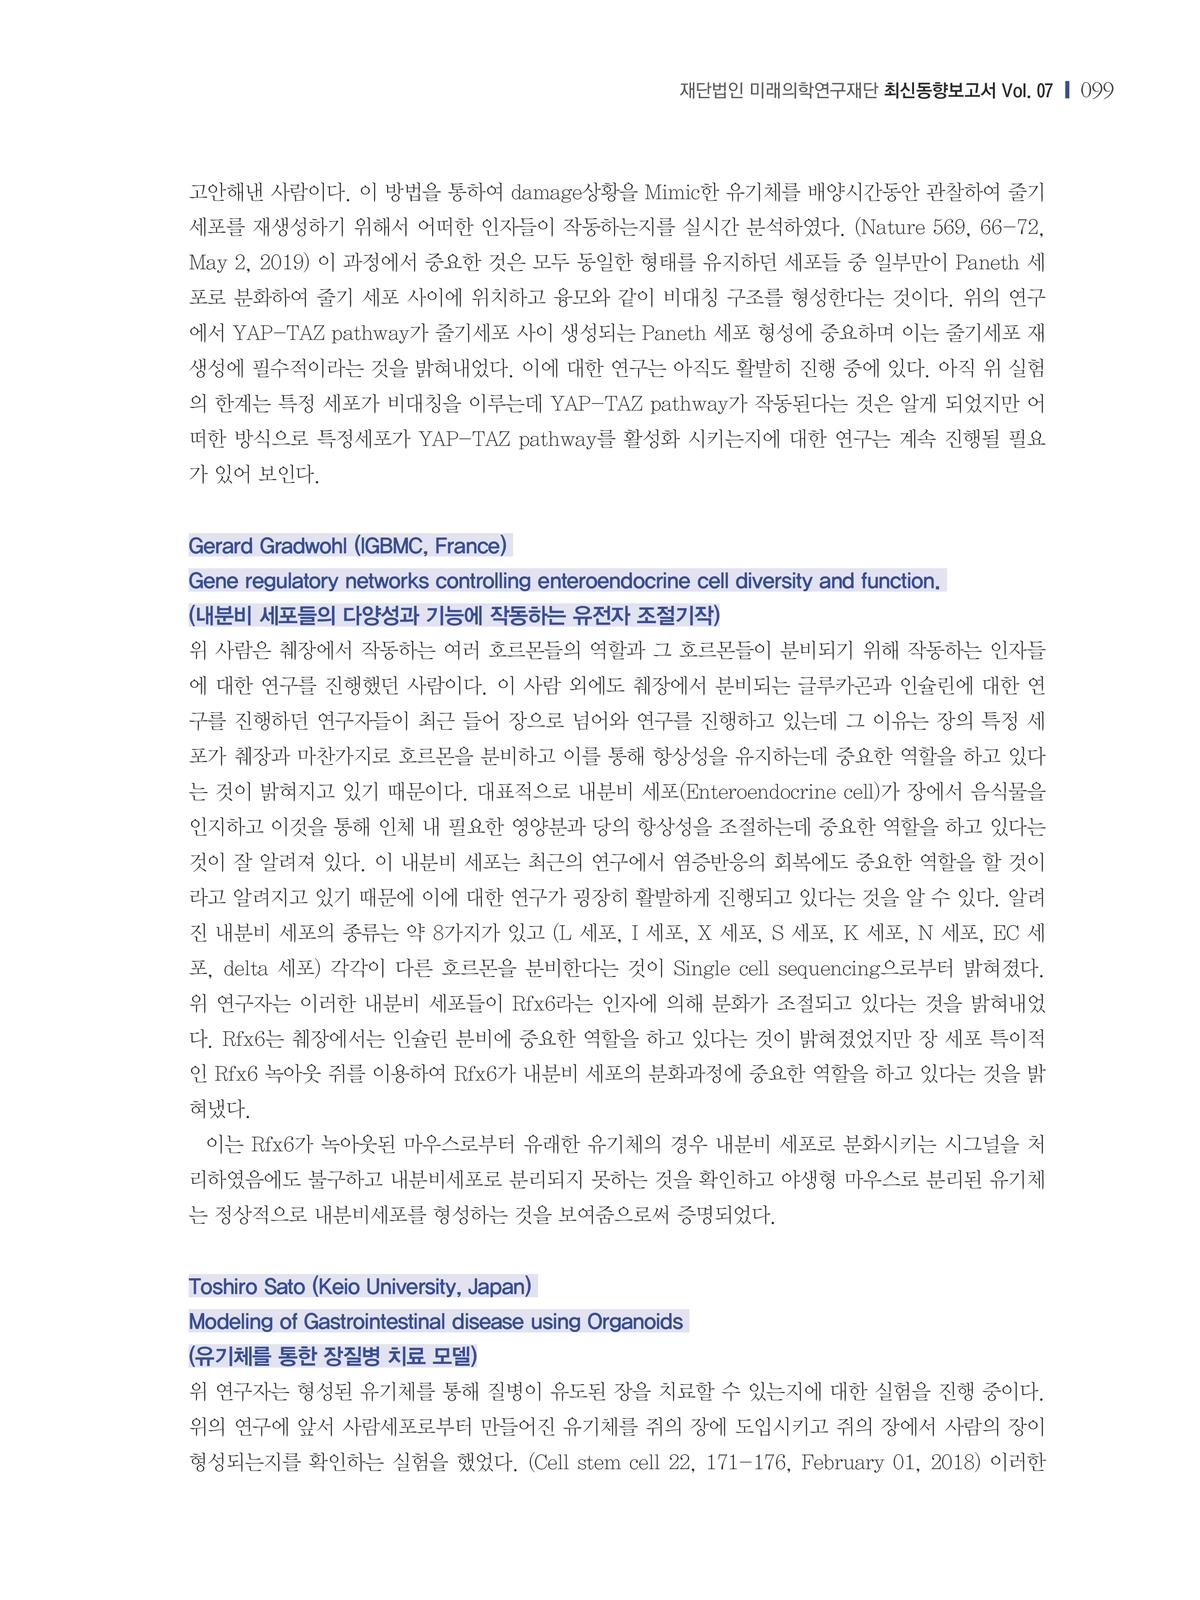 재단법인 미래의학연구재단 최신동향보고서 Vol. 07 099
고안해낸 사람이다. 이 방법을 통하여 damage상황을 Mimic한 유기체를 배양시간동안 관찰하여 줄기
세포를 재생성하기 위해서 어떠한 인자들이 작동하는지를 실시간 분석하였다. (Nature 569, 66-72,
May 2, 2019) 이 과정에서 중요한 것은 모두 동일한 형태를 유지하던 세포들 중 일부만이 Paneth 세
포로 분화하여 줄기 세포 사이에 위치하고 융모와 같이 비대칭 구조를 형성한다는 것이다. 위의 연구
에서 YAP-TAZ pathway가 줄기세포 사이 생성되는 Paneth 세포 형성에 중요하며 이는 줄기세포 재
생성에 필수적이라는 것을 밝혀내었다. 이에 대한 연구는 아직도 활발히 진행 중에 있다. 아직 위 실험
의 한계는 특정 세포가 비대칭을 이루는데 YAP-TAZ pathway가 작동된다는 것은 알게 되었지만 어
떠한 방식으로 특정세포가 YAP-TAZ pathway를 활성화 시키는지에 대한 연구는 계속 진행될 필요
가 있어 보인다.
Gerard Gradwohl (IGBMC, France)
Gene regulatory networks controlling enteroendocrine cell diversity and function.
(내분비 세포들의 다양성과 기능에 작동하는 유전자 조절기작)
위 사람은 췌장에서 작동하는 여러 호르몬들의 역할과 그 호르몬들이 분비되기 위해 작동하는 인자들
에 대한 연구를 진행했던 사람이다. 이 사람 외에도 췌장에서 분비되는 글루카곤과 인슐린에 대한 연
구를 진행하던 연구자들이 최근 들어 장으로 넘어와 연구를 진행하고 있는데 그 이유는 장의 특정 세
포가 췌장과 마찬가지로 호르몬을 분비하고 이를 통해 항상성을 유지하는데 중요한 역할을 하고 있다
는 것이 밝혀지고 있기 때문이다. 대표적으로 내분비 세포(Enteroendocrine cell)가 장에서 음식물을
인지하고 이것을 통해 인체 내 필요한 영양분과 당의 항상성을 조절하는데 중요한 역할을 하고 있다는
것이 잘 알려져 있다. 이 내분비 세포는 최근의 연구에서 염증반응의 회복에도 중요한 역할을 할 것이
라고 알려지고 있기 때문에 이에 대한 연구가 굉장히 활발하게 진행되고 있다는 것을 알 수 있다. 알려
진 내분비 세포의 종류는 약 8가지가 있고 (L 세포, I 세포, X 세포, S 세포, K 세포, N 세포, EC 세
포, delta 세포) 각각이 다른 호르몬을 분비한다는 것이 Single cell sequencing으로부터 밝혀졌다.
위 연구자는 이러한 내분비 세포들이 Rfx6라는 인자에 의해 분화가 조절되고 있다는 것을 밝혀내었
다. Rfx6는 췌장에서는 인슐린 분비에 중요한 역할을 하고 있다는 것이 밝혀졌었지만 장 세포 특이적
인 Rfx6 녹아웃 쥐를 이용하여 Rfx6가 내분비 세포의 분화과정에 중요한 역할을 하고 있다는 것을 밝
혀냈다.
이는 Rfx6가 녹아웃된 마우스로부터 유래한 유기체의 경우 내분비 세포로 분화시키는 시그널을 처
리하였음에도 불구하고 내분비세포로 분리되지 못하는 것을 확인하고 야생형 마우스로 분리된 유기체
는 정상적으로 내분비세포를 형성하는 것을 보여줌으로써 증명되었다.
Toshiro Sato (Keio University, Japan)
Modeling of Gastrointestinal disease using Organoids
(유기체를 통한 장질병 치료 모델)
위 연구자는 형성된 유기체를 통해 질병이 유도된 장을 치료할 수 있는지에 대한 실험을 진행 중이다.
위의 연구에 앞서 사람세포로부터 만들어진 유기체를 쥐의 장에 도입시키고 쥐의 장에서 사람의 장이
형성되는지를 확인하는 실험을 했었다. (Cell stem cell 22, 171-176, February 01, 2018) 이러한